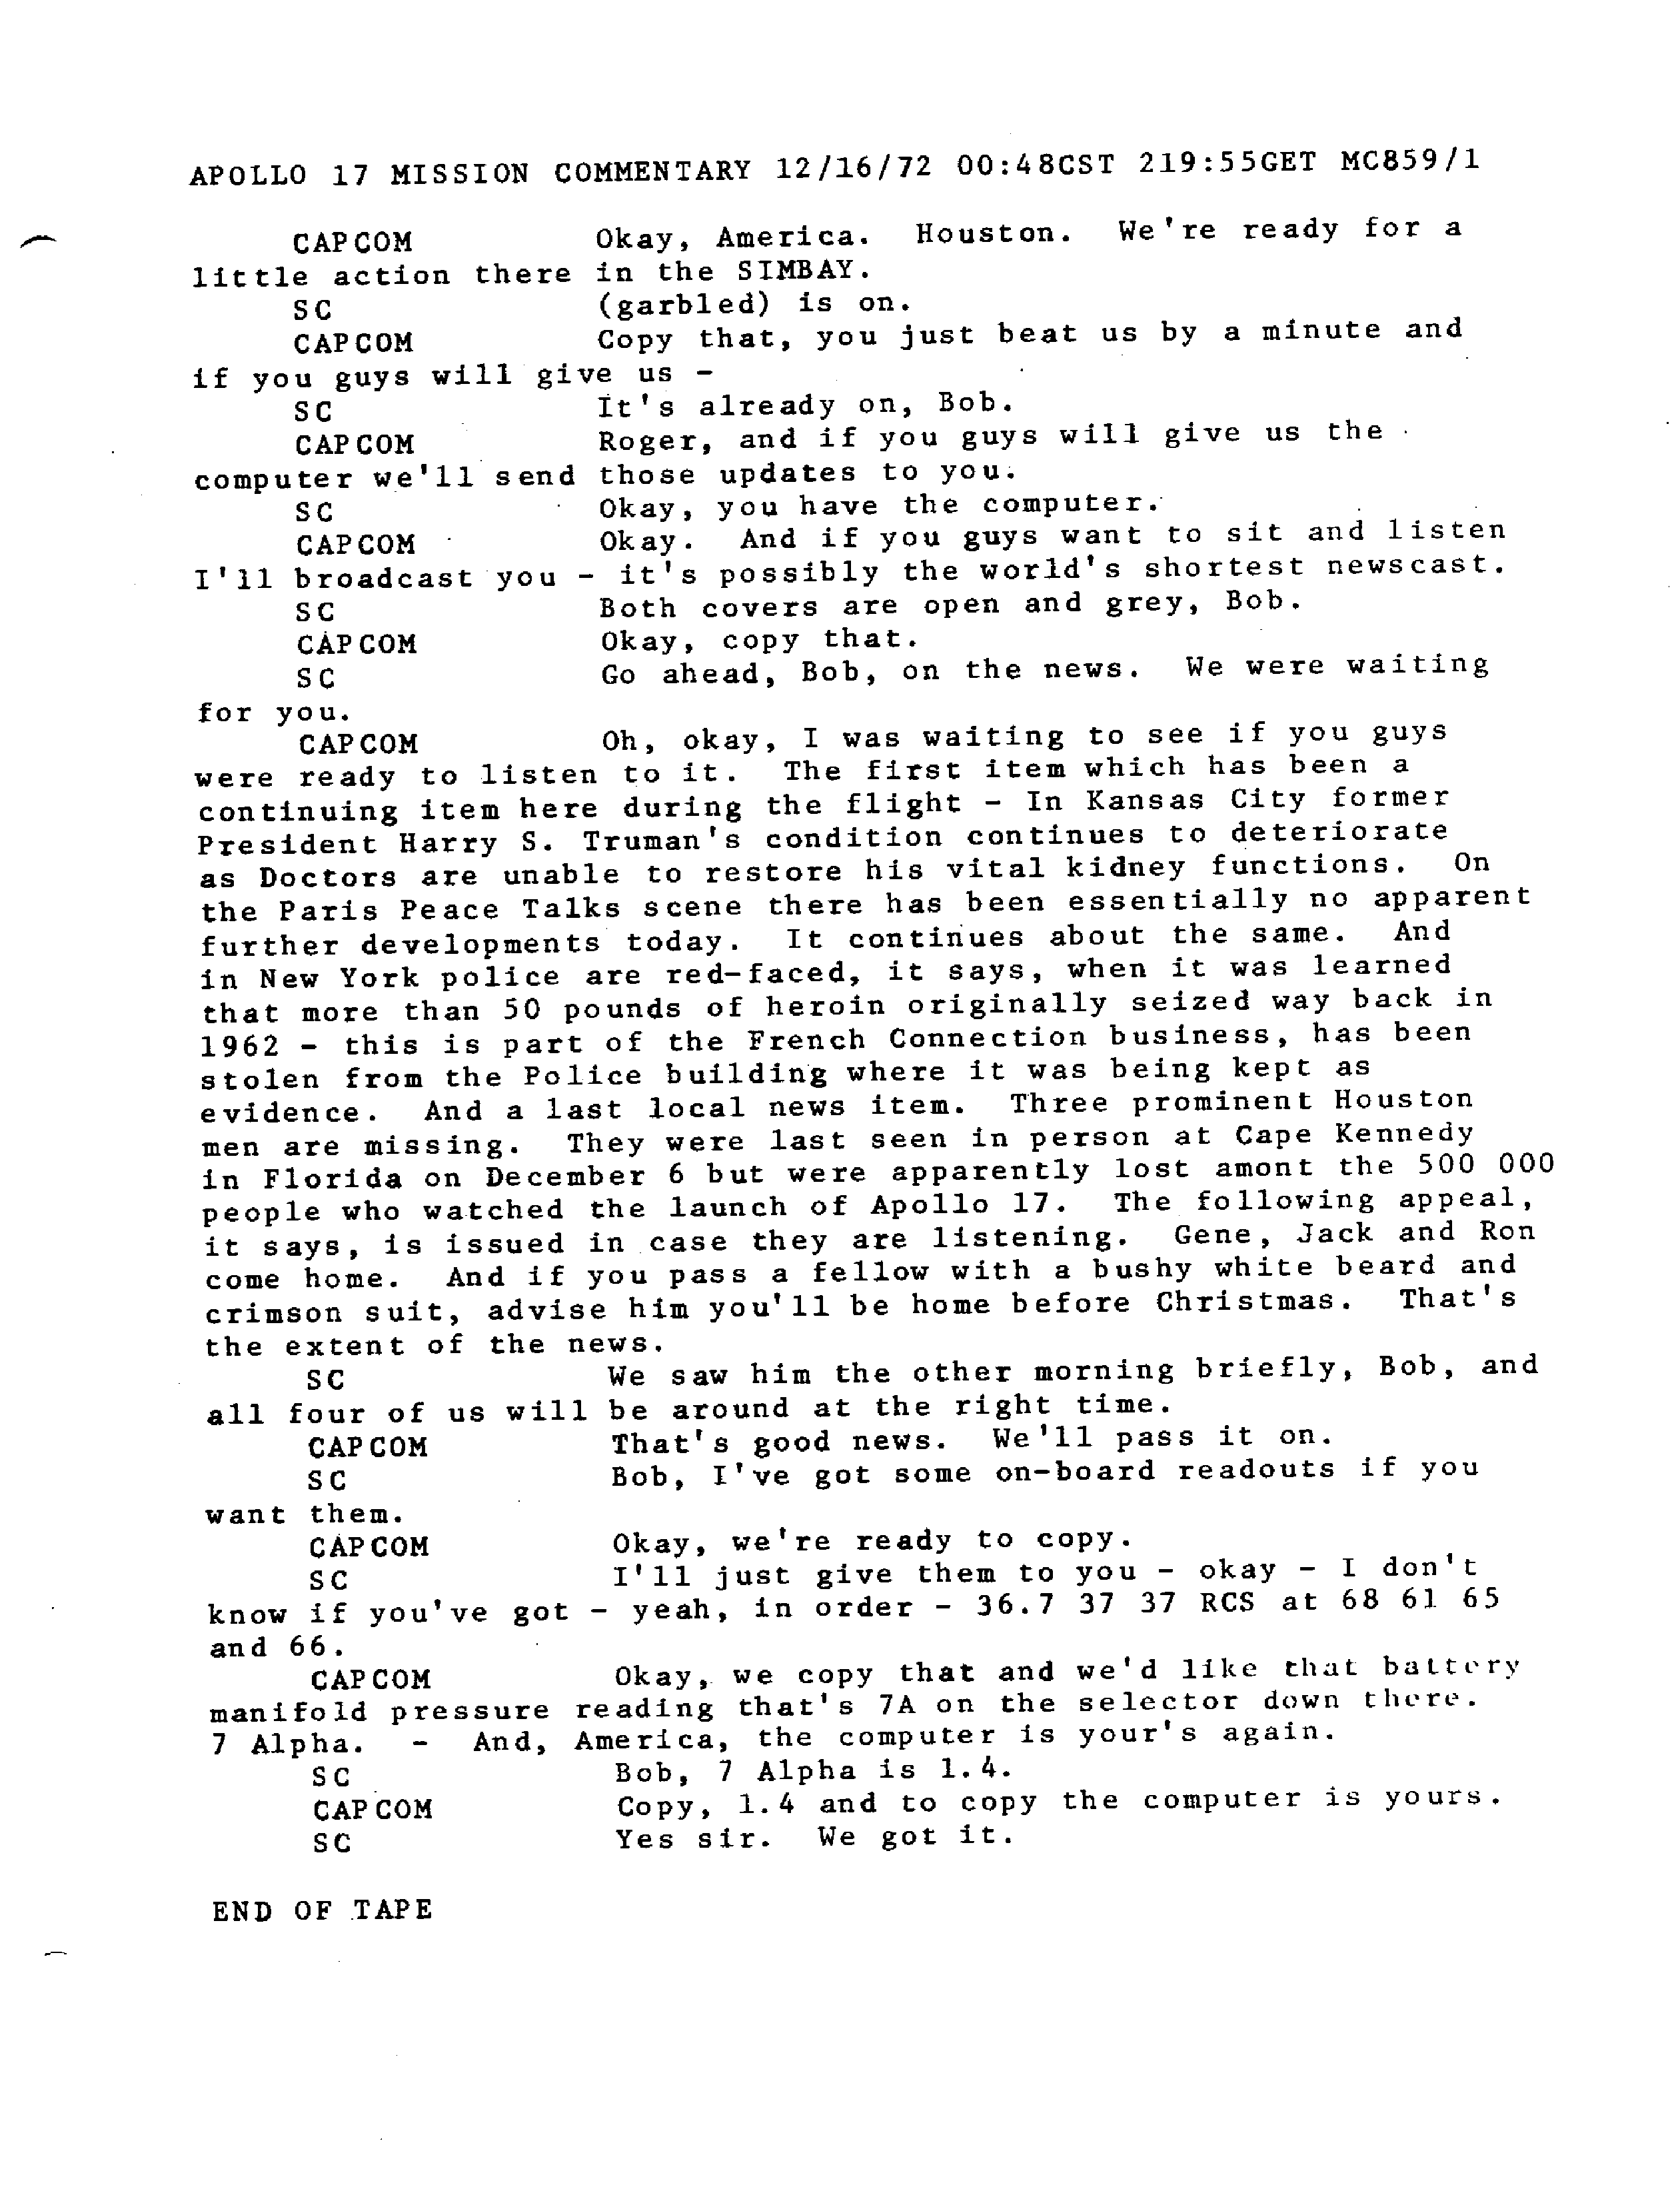 APOLLO 17 MISSION COMMENTARY 12/16/72 00:48CST 219:55GET MC859/1
CAPCOM Okay, America. Houston. We're ready for a
little action there in the SIMBAY.
SC (garbled) is on.
CAPCOM Copy that, you just beat us by a minute and
if you guys will give us -
SC It's already on, Bob.
CAPCOM Roger, and if you guys will give us the
computer we'll send those updates to you.
SC Okay, you have the computer.
CAPCOM Okay. And if you guys want to sit and listen
I'll broadcast you - it's possibly the world's shortest newscast.
SC Both covers are open and grey, Bob.
CAPCOM Okay, copy that.
SC Go ahead, Bob, on the news. We were waiting
for you.
CAPCOM Oh, okay, I was waiting to see if you guys
were ready to listen to it. The first item which has been a
continuing item here during the flight - In Kansas City former
President Harry S. Truman's condition continues to deteriorate
as Doctors are unable to restore his vital kidney functions. On
the Paris Peace Talks scene there has been essentially no apparent
further developments today. It continues about the same. And
in New York police are red-faced, it says, when it was learned
that more than 50 pounds of heroin originally seized way back in
1962 - this is part of the French Connection business, has been
stolen from the Police building where it was being kept as
evidence. And a last local news item. Three prominent Houston
men are missing. They were last seen in person at Cape Kennedy
in Florida on December 6 but were apparently lost amont the 500 000
people who watched the launch of Apollo 17. The following appeal,
it says, is issued in case they are listening. Gene, Jack and Ron
come home. And if you pass a fellow with a bushy white beard and
crimson suit, advise him you'll be home before Christmas. That's
the extent of the news.
SC We saw him the other morning briefly, Bob, and
all four of us will be around at the right time.
CAPCOM That's good news. We'll pass it on.
SC Bob, I've got some on-board readouts if you
want them.
CAPCOM Okay, we're ready to copy.
SC I'll just give them to you - okay - I don't
know if you've got - yeah, in order - 36.7 37 37 RCS at 68 61 65
and 66.
CAPCOM Okay, we copy that and we'd like that battery
manifold pressure reading that's 7A on the selector down there.
7 Alpha. - And, America, the computer is your's again.
SC Bob, 7 Alpha is 1.4.
CAPCOM Copy, 1.4 and to copy the computer is yours.
SC Yes sir. We got it.
END OF TAPE